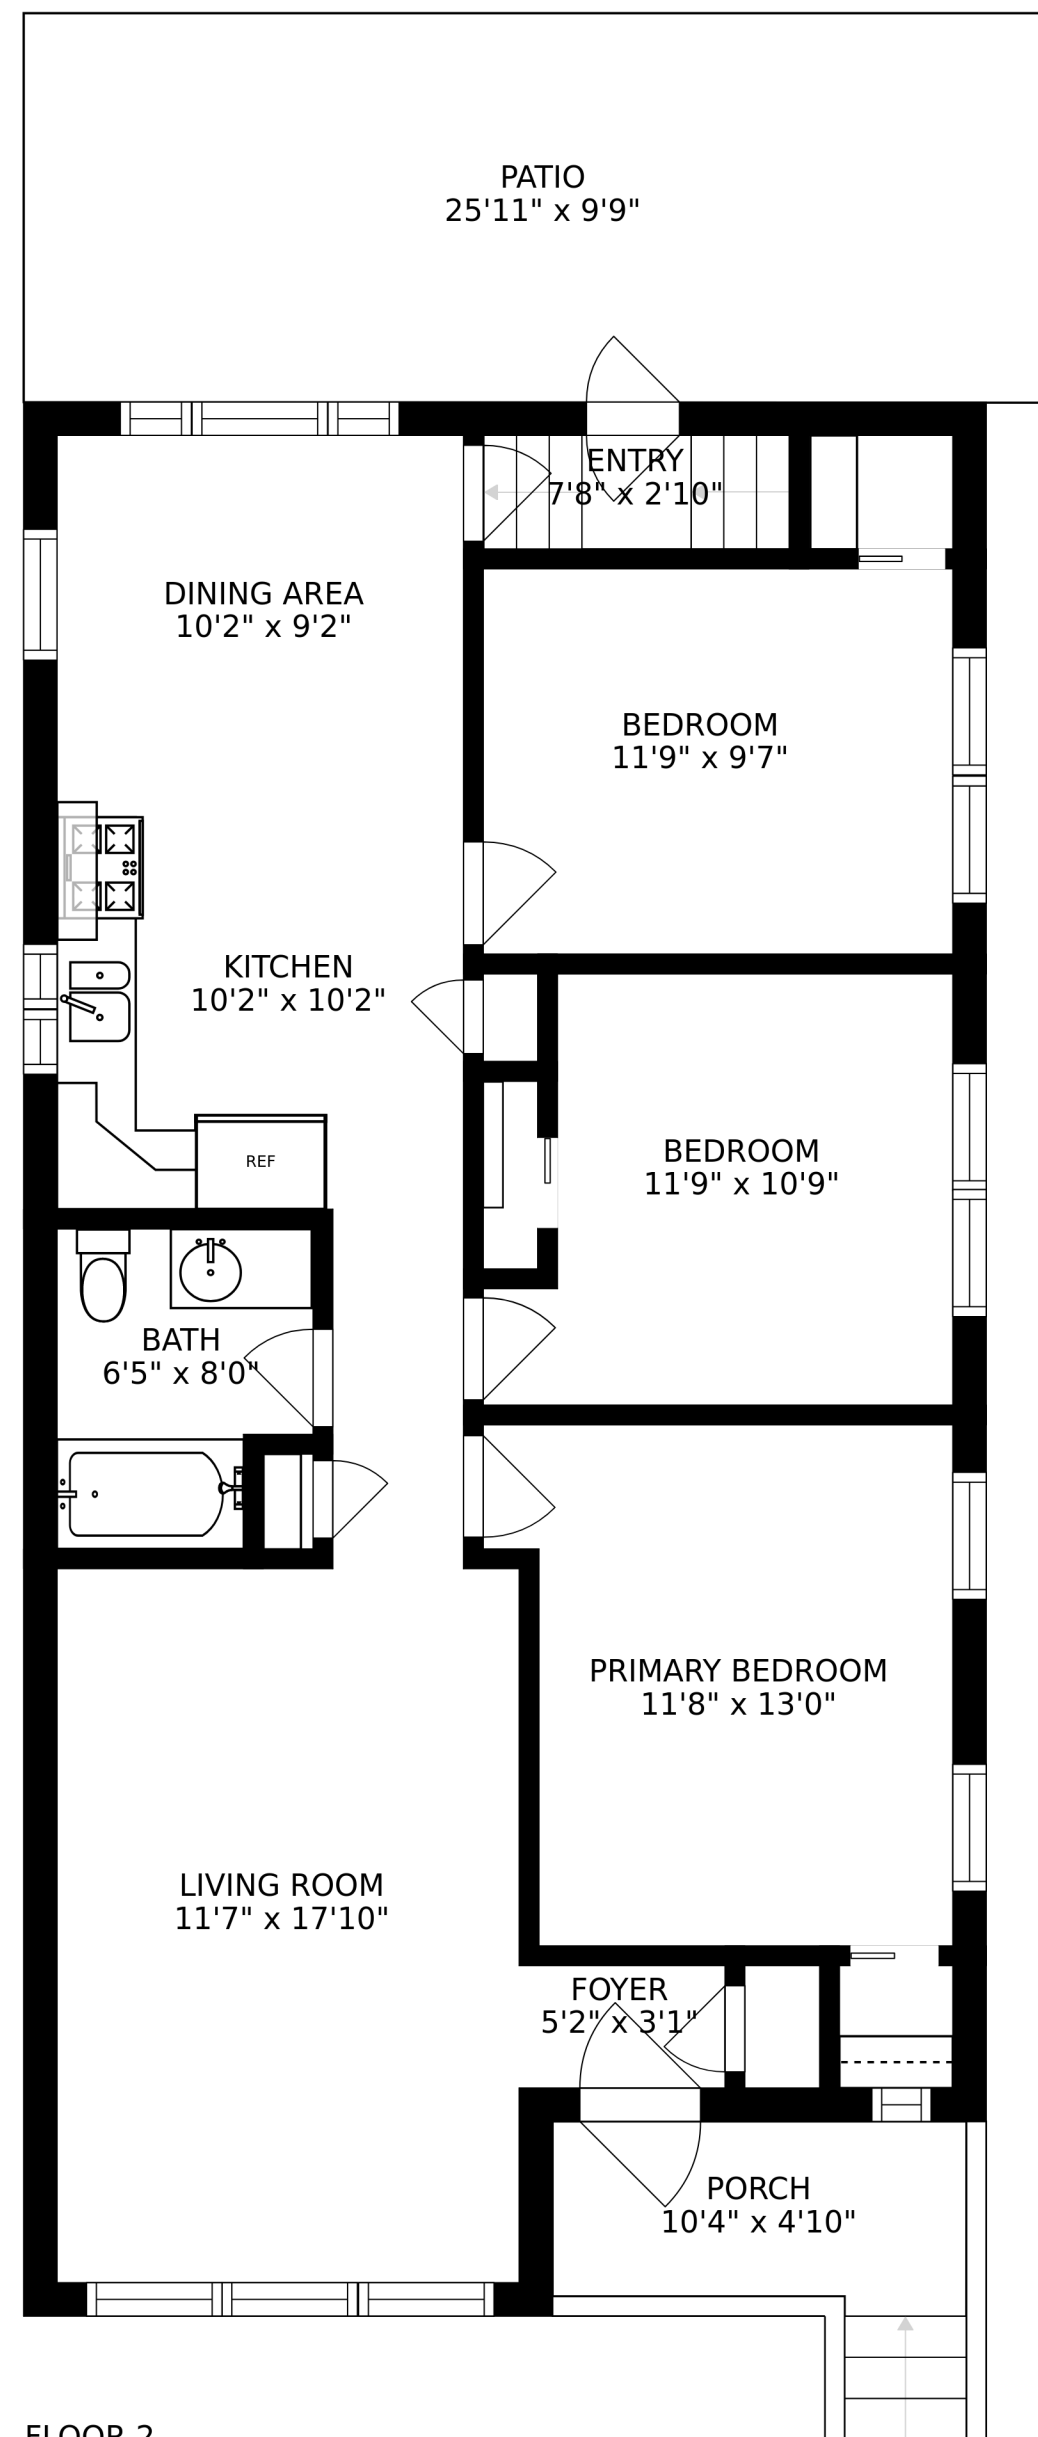 PATIO
25'11" x 9'9"
ENTRY
7'8" x 2'10"
DINING AREA
10'2" x 9'2"
BEDROOM
11'9" x 9'7"
KITCHEN
10'2" x 10'2"
BEDROOM
11'9" x 10'9"
REF
BATH
6'5" x 8'0"
PRIMARY BEDROOM
11'8" x 13'0"
LIVING ROOM
11'7" x 17'10"
FOYER
5'2" x 3'1"
PORCH
10'4" x 4'10"
FLOOR 2